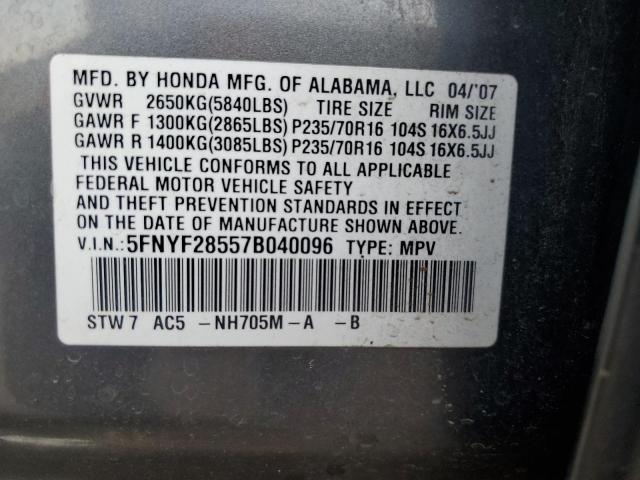 MFD. BY HONDA MFG. OF ALABAMA, LLC 04/'07
GVWR 2650KG(5840LBS) TIRE SIZE RIM SIZE
GAWR F 1300KG(2865LBS) P235/70R16 104S 16X6.5JJ
GAWR R 1400KG(3085LBS) P235/70R16 104S 16X6.5JJ
THIS VEHICLE CONFORMS TO ALL APPLICABLE
FEDERAL MOTOR VEHICLE SAFETY
AND THEFT PREVENTION STANDARDS IN EFFECT
ON THE DATE OF MANUFACTURE SHOWN ABOVE.
V.I.N.: 5FNYF28557B040096 TYPE: MPV
STW 7 AC5 -NH705M-A -B